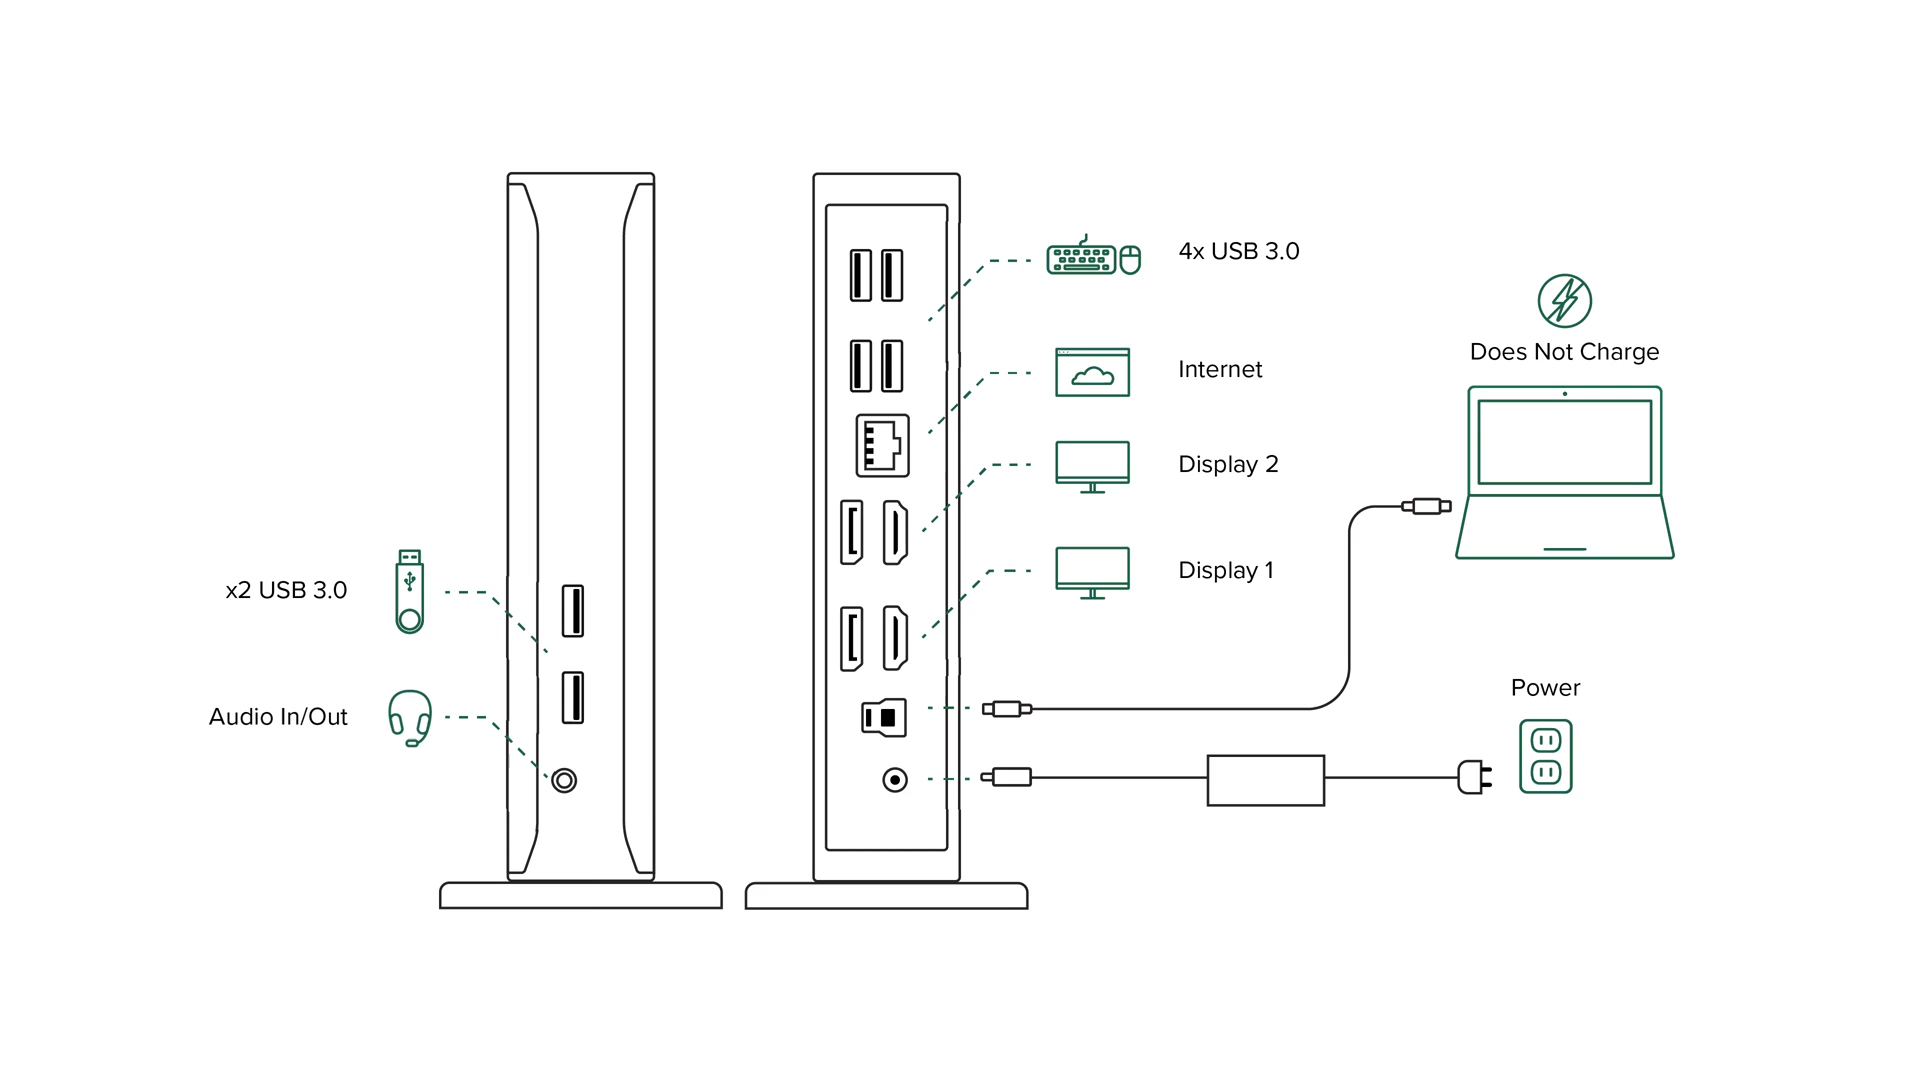 x2 USB 3.0
Audio In/Out
4x USB 3.0
Internet
Display 2
Display 1
Does Not Charge
Power